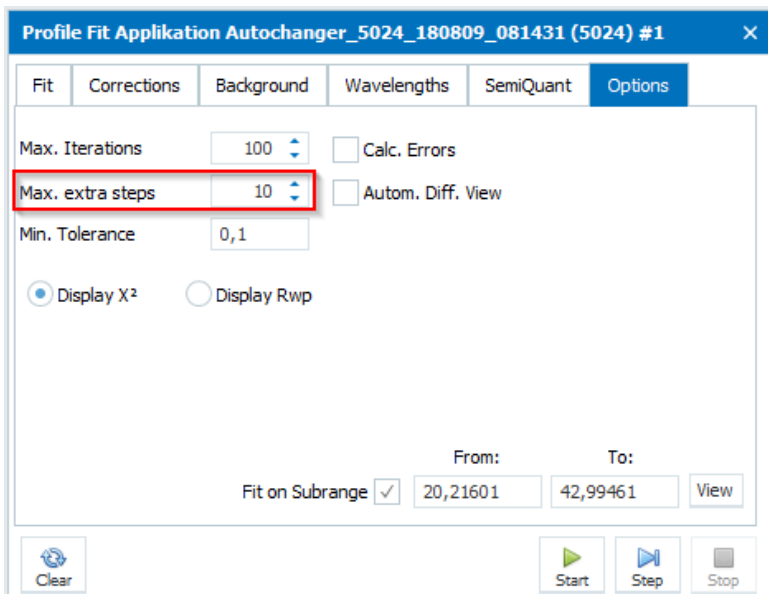 Profile Fit Applikation Autochanger_5024_180809_081431 (5024) #1
Fit Corrections Background Wavelengths SemiQuant Options
Max. Iterations 100 Calc. Errors
Max. extra steps 10 Autom. Diff. View
Min. Tolerance 0,1
Display X² Display Rwp
From: To:
Fit on Subrange 20,21601 42,99461 View
Clear Start Step Stop